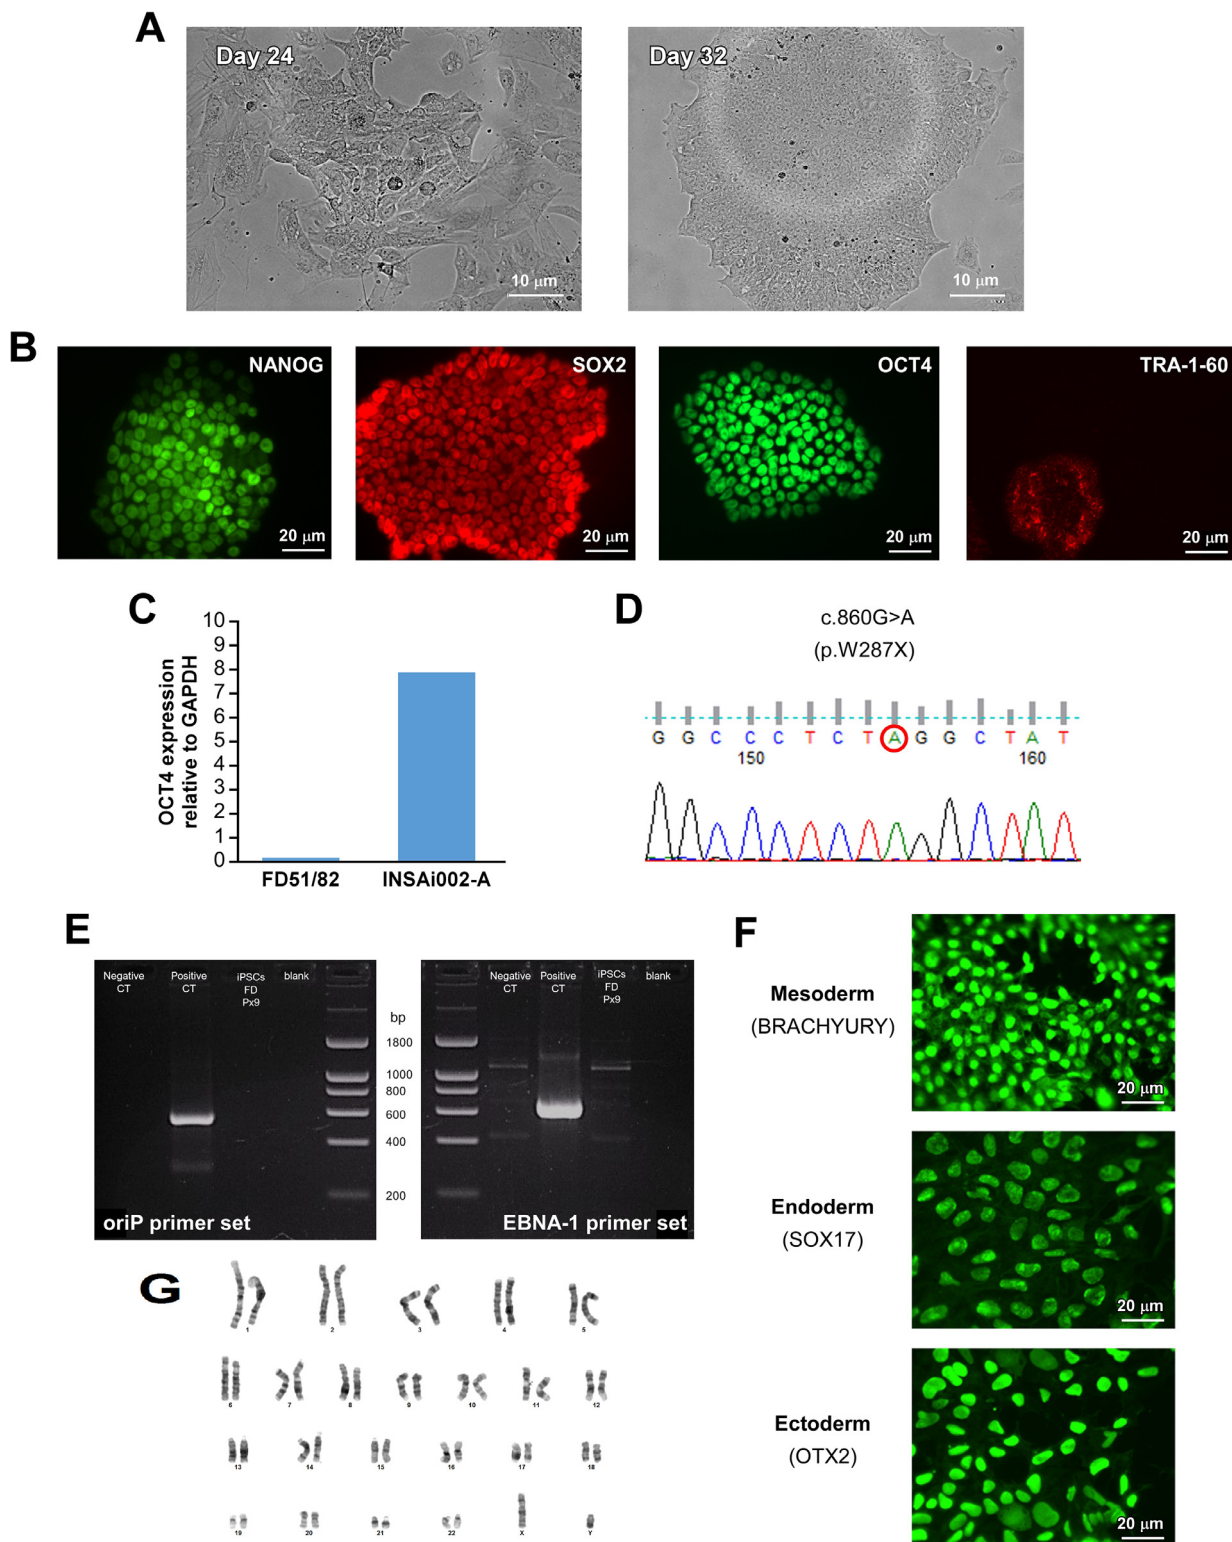 A
Day 24
10 μm
Day 32
10 μm
B
NANOG
20 μm
SOX2
20 μm
OCT4
20 μm
TRA-1-60
20 μm
C
OCT4 expression
relative to GAPDH
10
9
8
7
6
5
4
3
2
1
0
FD51/82
INSAi002-A
D
c.860G>A
(p.W287X)
G G C C C T C T A G G C T A T
150
160
E
Negative
CT
Positive
CT
iPSCs
FD
Px9
blank
oriP primer set
bp
1800
1000
800
600
400
200
Negative
CT
Positive
CT
iPSCs
FD
Px9
blank
EBNA-1 primer set
F
Mesoderm
(BRACHYURY)
20 μm
Endoderm
(SOX17)
20 μm
Ectoderm
(OTX2)
20 μm
G
1 2 3 4 5
6 7 8 9 10 11 12
13 14 15 16 17 18
19 20 21 22 X Y